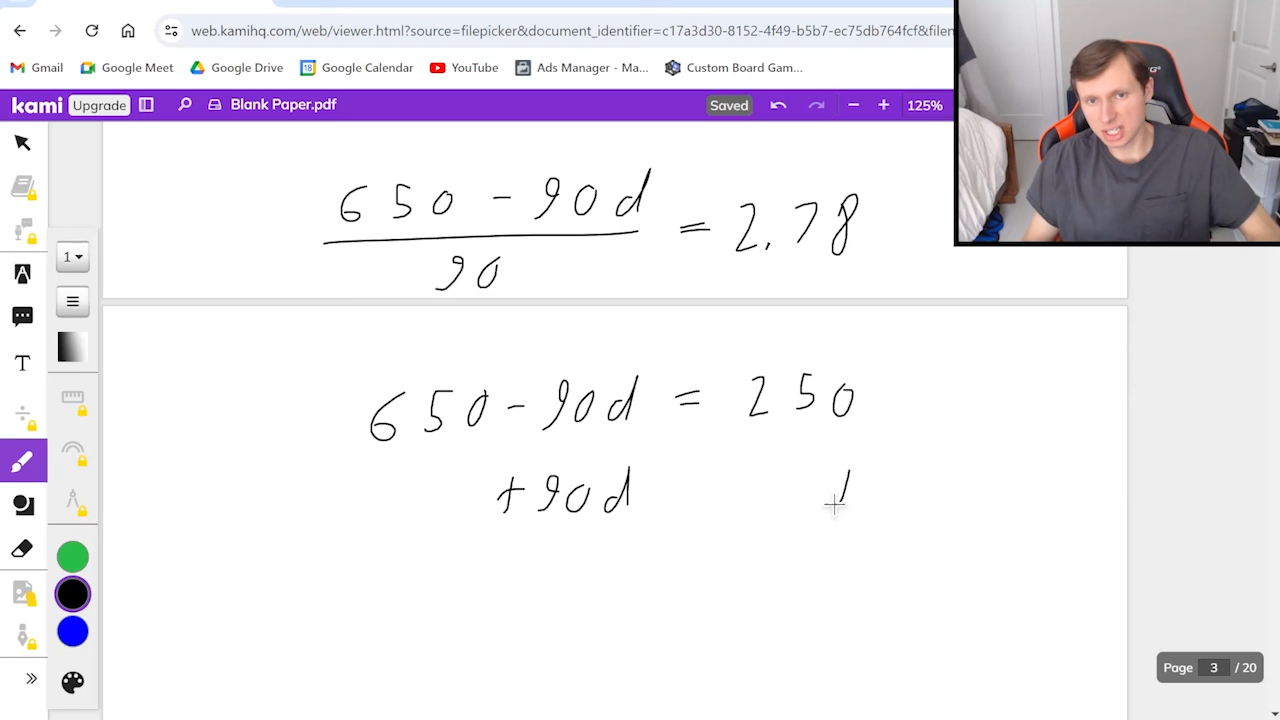 web.kamihq.com/web/viewer.html?source=filepicker&document_identifier=c17a3d30-8152-4f49-b5b7-ec75db764fcf&filen
Gmail Google Meet Google Drive 18 Google Calendar YouTube Ads Manager - Ma... Custom Board Gam...
kami Upgrade Blank Paper.pdf Saved 125%
650 - 90d
90
= 2.78
1
T
650 - 90d = 250
+90d
Page 3 / 20